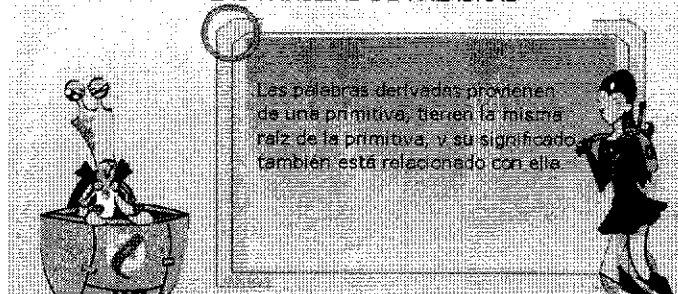 Las palabras derivadas provienen
de una primitiva, tienen la misma
raíz de la primitiva, y su significado
también está relacionado con ella.